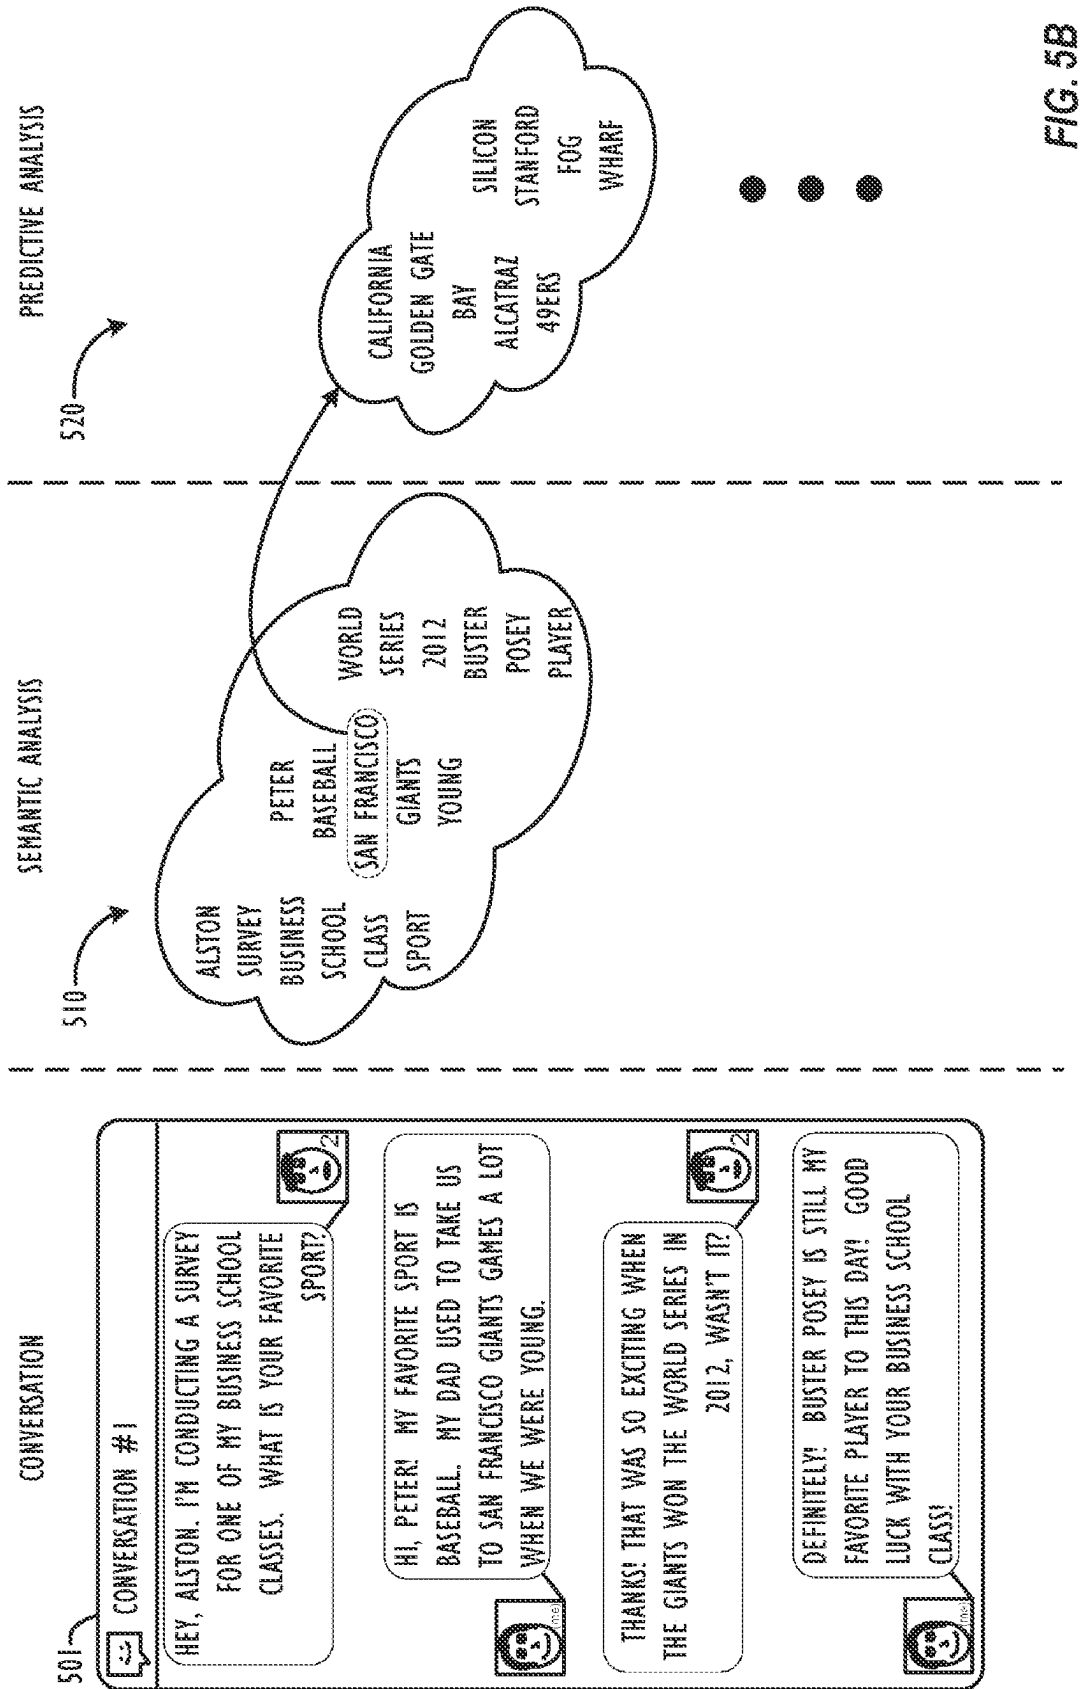 CONVERSATION
501
CONVERSATION #1
HEY, ALSTON. I'M CONDUCTING A SURVEY
FOR ONE OF MY BUSINESS SCHOOL
CLASSES. WHAT IS YOUR FAVORITE
SPORT?
2
HI, PETER! MY FAVORITE SPORT IS
BASEBALL. MY DAD USED TO TAKE US
TO SAN FRANCISCO GIANTS GAMES A LOT
WHEN WE WERE YOUNG.
(me)
THANKS! THAT WAS SO EXCITING WHEN
THE GIANTS WON THE WORLD SERIES IN
2012, WASN'T IT?
2
DEFINITELY! BUSTER POSEY IS STILL MY
FAVORITE PLAYER TO THIS DAY! GOOD
LUCK WITH YOUR BUSINESS SCHOOL
CLASS!
(me)
SEMANTIC ANALYSIS
510
ALSTON
SURVEY
BUSINESS
SCHOOL
CLASS
SPORT
PETER
BASEBALL
SAN FRANCISCO
GIANTS
YOUNG
WORLD
SERIES
2012
BUSTER
POSEY
PLAYER
PREDICTIVE ANALYSIS
520
CALIFORNIA
GOLDEN GATE
BAY
ALCATRAZ
49ERS
SILICON
STANFORD
FOG
WHARF
FIG. 5B